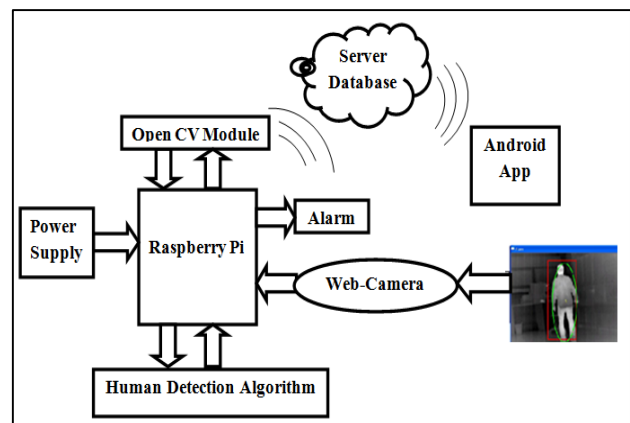 Server
Database
Open CV Module
Android
App
Power
Supply
Raspberry Pi
Alarm
Web-Camera
Human Detection Algorithm